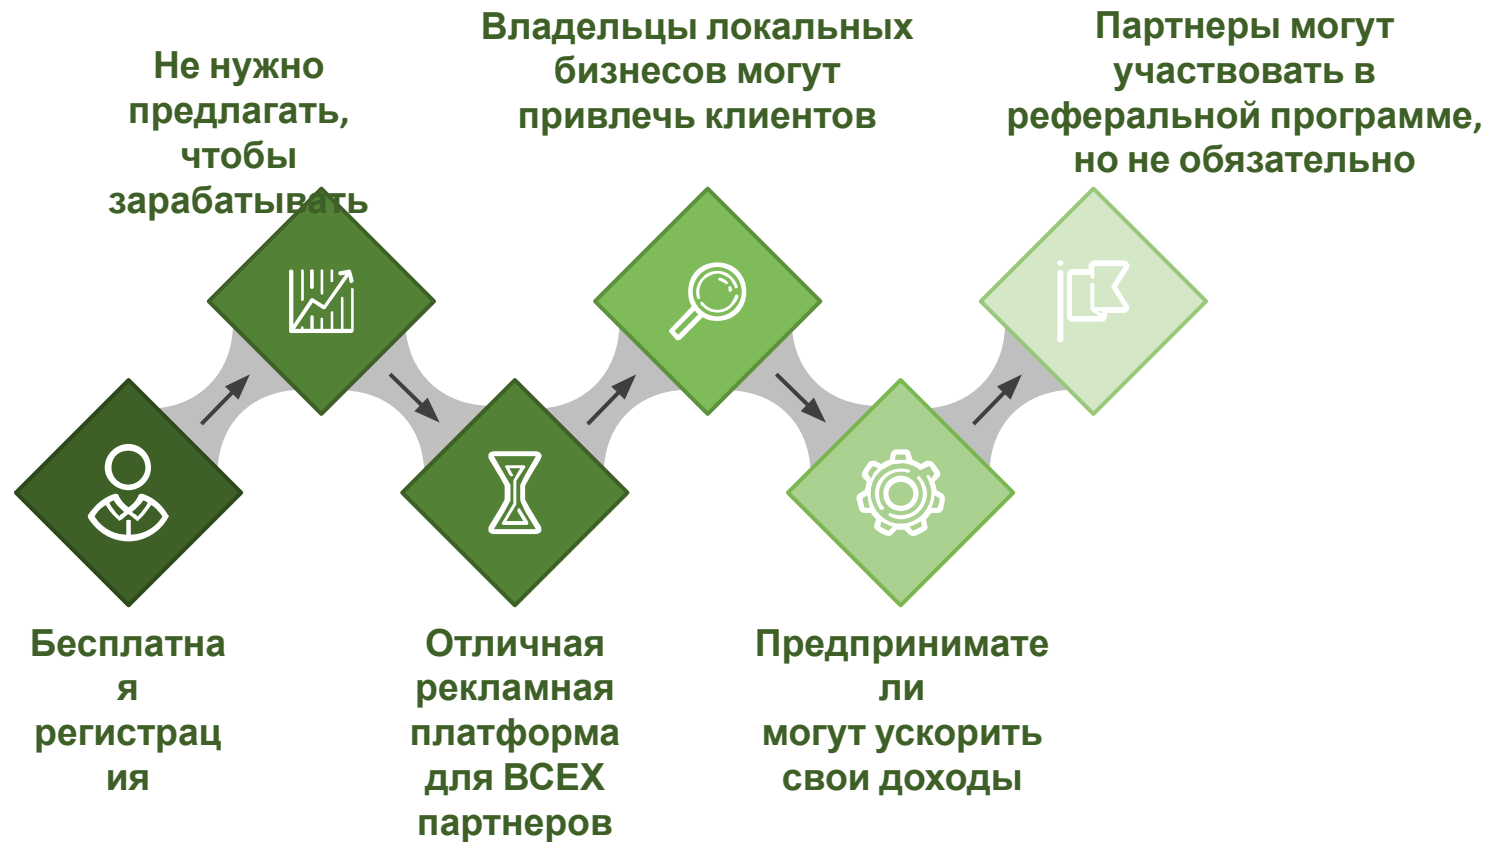 Не нужно
предлагать,
чтобы
зарабатывать
Владельцы локальных
бизнесов могут
привлечь клиентов
Партнеры могут
участвовать в
реферальной программе,
но не обязательно
Бесплатна
я
регистрац
ия
Отличная
рекламная
платформа
для ВСЕХ
партнеров
Предпринимате
ли
могут ускорить
свои доходы